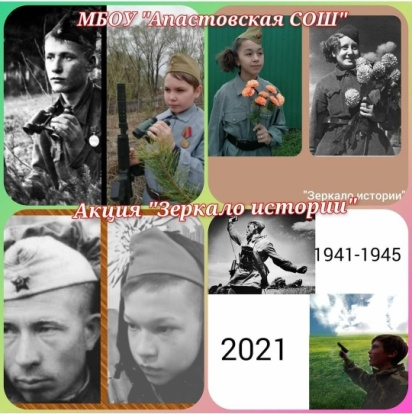 МБОУ "Апастовская СОШ"
"Зеркало истории"
Акция "Зеркало истории"
1941-1945
2021